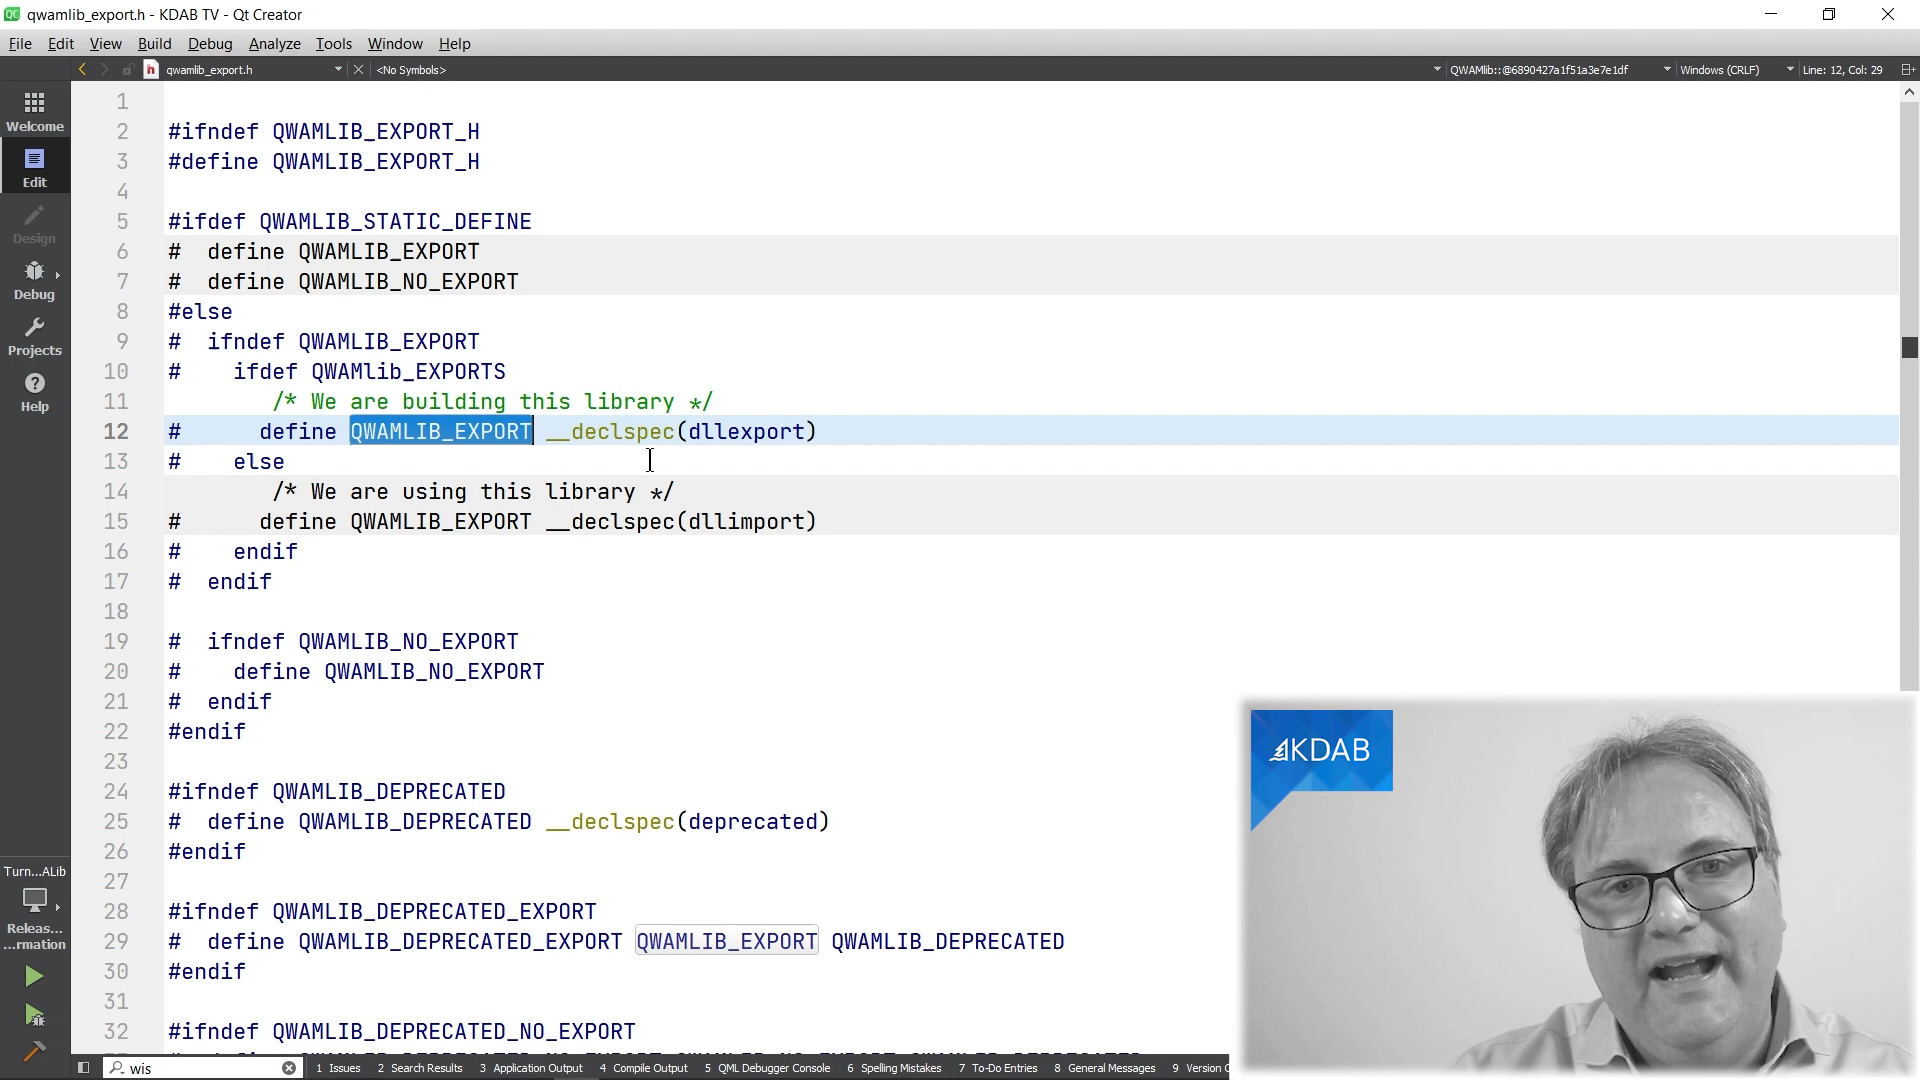 qwamlib_export.h - KDAB TV - Qt Creator
File Edit View Build Debug Analyze Tools Window Help
qwamlib_export.h <No Symbols> QWAMlib::@6890427a1f51a3e7e1df Windows (CRLF) Line: 12, Col: 29
Welcome
Edit
Design
Debug
Projects
Help
1
2 #ifndef QWAMLIB_EXPORT_H
3 #define QWAMLIB_EXPORT_H
4
5 #ifdef QWAMLIB_STATIC_DEFINE
6 #  define QWAMLIB_EXPORT
7 #  define QWAMLIB_NO_EXPORT
8 #else
9 #  ifndef QWAMLIB_EXPORT
10 #    ifdef QWAMlib_EXPORTS
11         /* We are building this library */
12 #      define QWAMLIB_EXPORT __declspec(dllexport)
13 #    else
14         /* We are using this library */
15 #      define QWAMLIB_EXPORT __declspec(dllimport)
16 #    endif
17 #  endif
18
19 #  ifndef QWAMLIB_NO_EXPORT
20 #    define QWAMLIB_NO_EXPORT
21 #  endif
22 #endif
23
24 #ifndef QWAMLIB_DEPRECATED
25 #  define QWAMLIB_DEPRECATED __declspec(deprecated)
26 #endif
27
28 #ifndef QWAMLIB_DEPRECATED_EXPORT
29 #  define QWAMLIB_DEPRECATED_EXPORT QWAMLIB_EXPORT QWAMLIB_DEPRECATED
30 #endif
31
32 #ifndef QWAMLIB_DEPRECATED_NO_EXPORT
Turn...ALib
Releas...
...rmation
KDAB
wis 1 Issues 2 Search Results 3 Application Output 4 Compile Output 5 QML Debugger Console 6 Spelling Mistakes 7 To-Do Entries 8 General Messages 9 Version